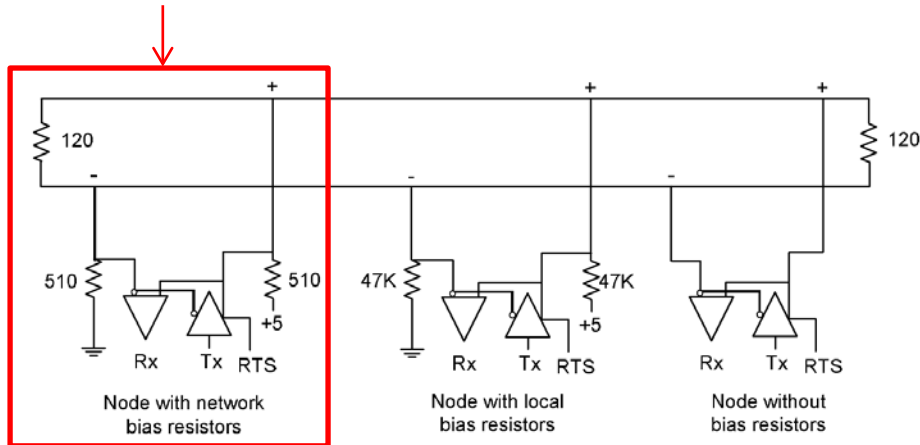 + + +
120 120
- - -
510 510 47K 47K
+5 +5
Rx Tx RTS Rx Tx RTS Rx Tx RTS
Node with network
bias resistors
Node with local
bias resistors
Node without
bias resistors